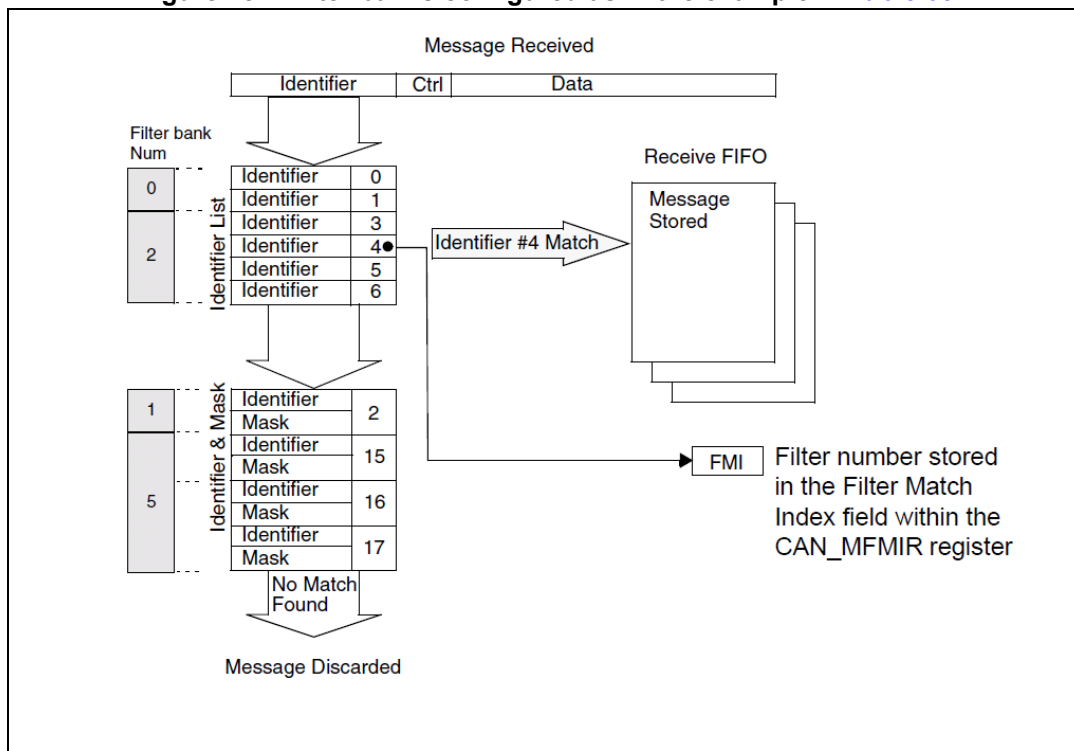 Message Received
Identifier Ctrl Data
Filter bank
Num
0
2
Identifier List
Identifier 0
Identifier 1
Identifier 3
Identifier 4
Identifier 5
Identifier 6
Identifier #4 Match
Receive FIFO
Message
Stored
1
5
Identifier & Mask
Identifier
Mask
2
Identifier
Mask
15
Identifier
Mask
16
Identifier
Mask
17
FMI
Filter number stored
in the Filter Match
Index field within the
CAN_MFMIR register
No Match
Found
Message Discarded